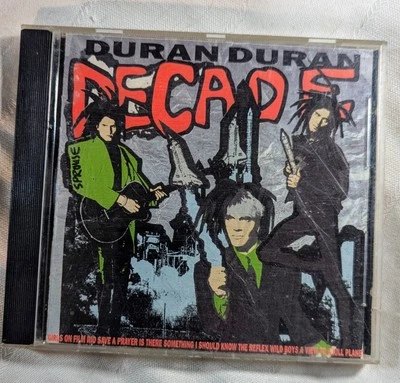 DURAN DURAN
DECADE
SPROUSE
GIRLS ON FILM RIO SAVE A PRAYER IS THERE SOMETHING I SHOULD KNOW THE REFLEX WILD BOYS A VIEW TO A KILL PLANE